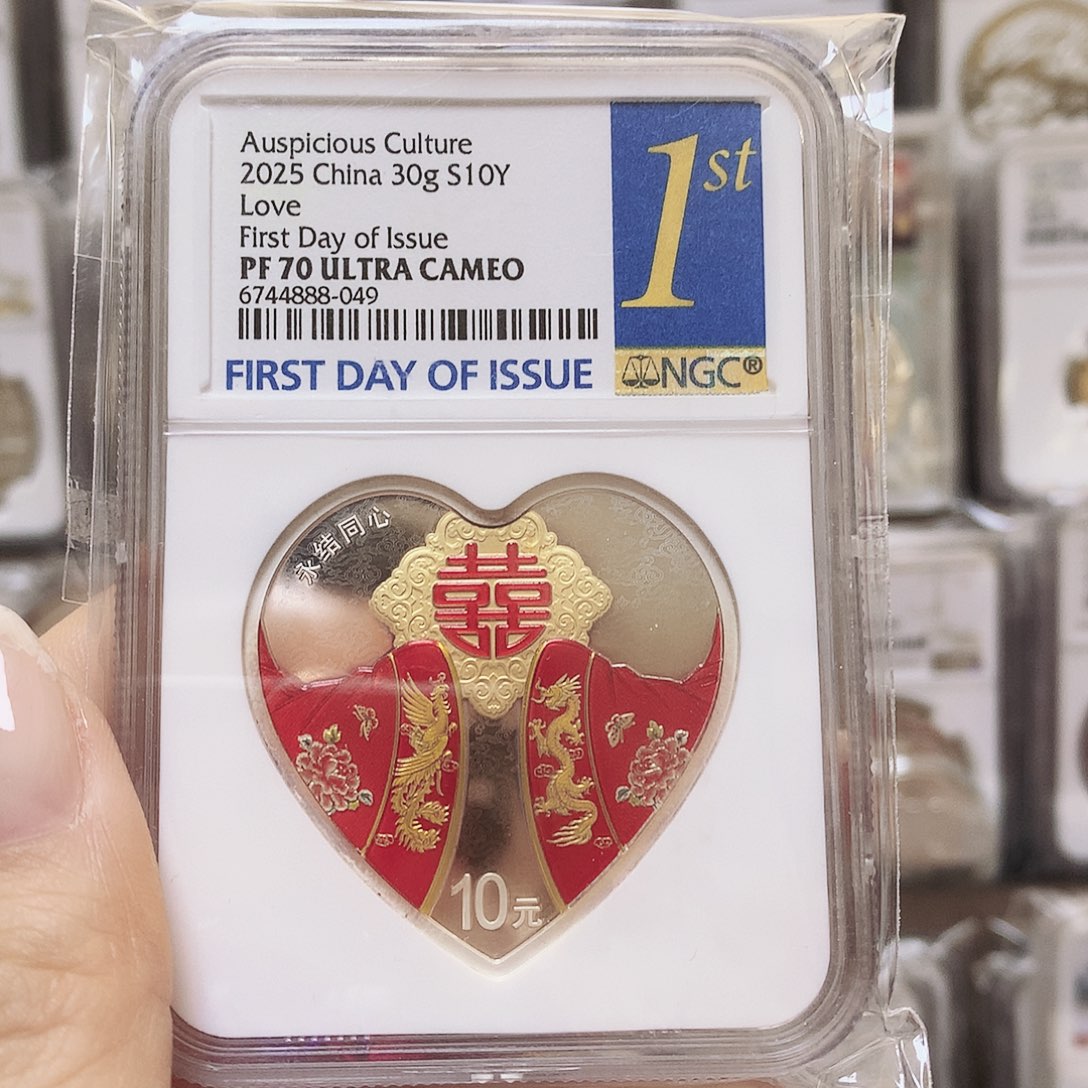 Auspicious Culture
2025 China 30g S10Y
Love
First Day of Issue
PF 70 ULTRA CAMEO
6744888-049
FIRST DAY OF ISSUE
1st
NGC®
永结同心
囍
10元